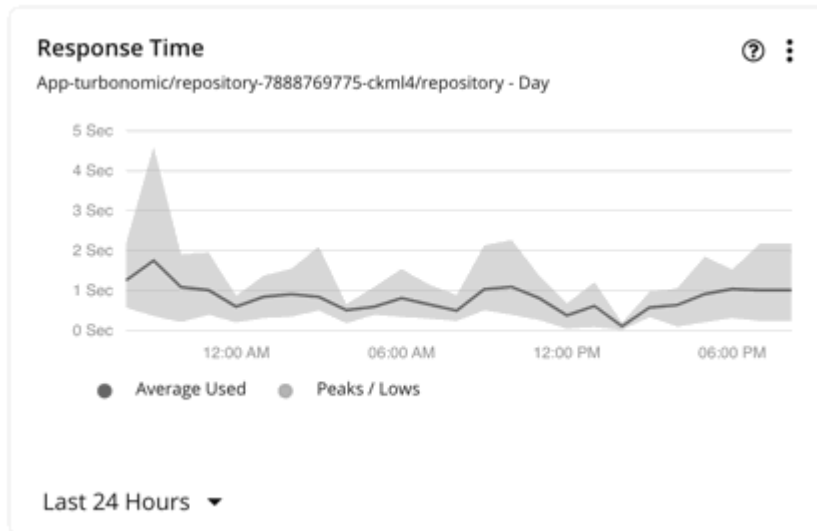 Response Time
App-turbonomic/repository-7888769775-ckml4/repository - Day
5 Sec
4 Sec
3 Sec
2 Sec
1 Sec
0 Sec
12:00 AM 06:00 AM 12:00 PM 06:00 PM
Average Used Peaks / Lows
Last 24 Hours